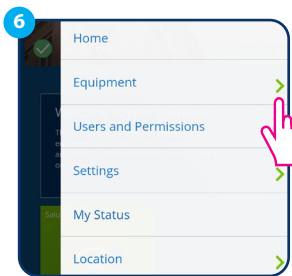 6
Home
Equipment
Users and Permissions
Settings
My Status
Location